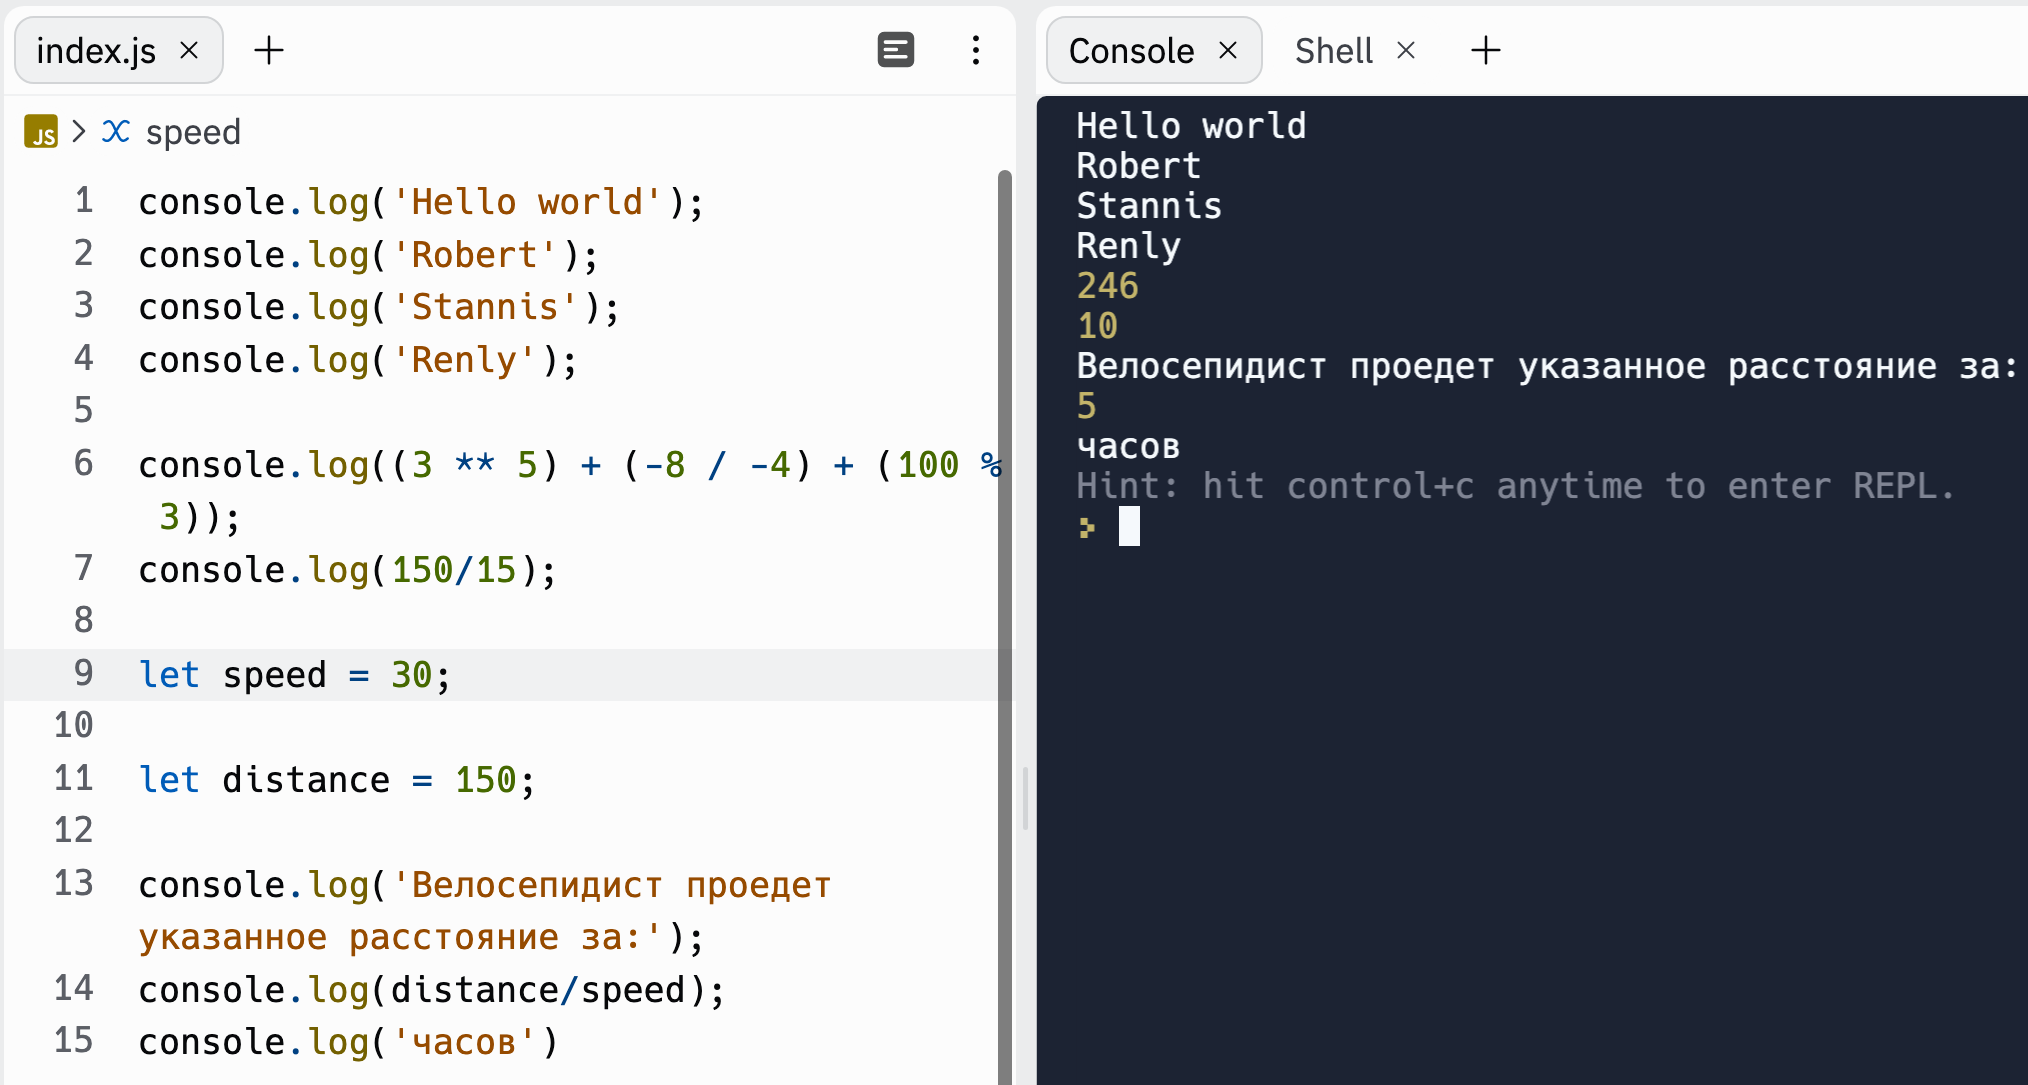 index.js
Console
Shell
JS > speed
1 console.log('Hello world');
2 console.log('Robert');
3 console.log('Stannis');
4 console.log('Renly');
5
6 console.log((3 ** 5) + (-8 / -4) + (100 %
3));
7 console.log(150/15);
8
9 let speed = 30;
10
11 let distance = 150;
12
13 console.log('Велосепидист проедет
указанное расстояние за:');
14 console.log(distance/speed);
15 console.log('часов')
Hello world
Robert
Stannis
Renly
246
10
Велосепидист проедет указанное расстояние за:
5
часов
Hint: hit control+c anytime to enter REPL.